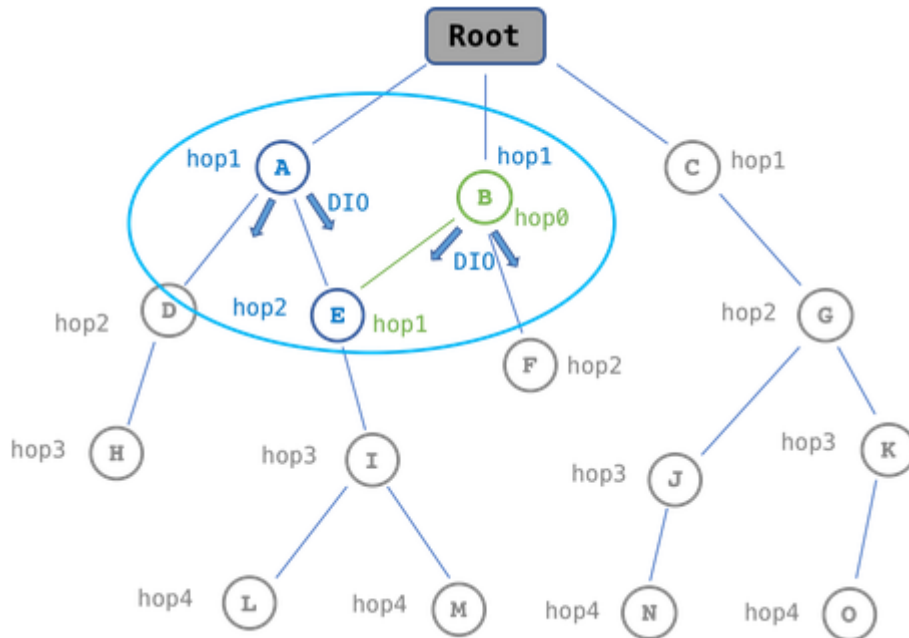 Root
hop1 A
hop1
B
hop0
C hop1
DIO
DIO
D
hop2
hop2 E hop1
F hop2
hop2 G
hop3 H
hop3 I
hop3 J
hop3 K
hop4 L
hop4 M
hop4 N
hop4 O